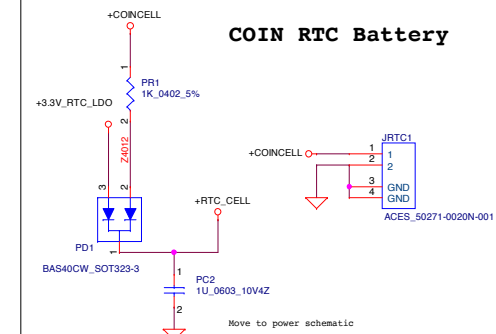 +COINCELL
COIN RTC Battery
1
PR1
1K_0402_5%
+3.3V_RTC_LDO
2
Z4012
JRTC1
+COINCELL
1 1
2 2
3 GND
4 GND
ACES_50271-0020N-001
3 2
+RTC_CELL
PD1
1
BAS40CW_SOT323-3
1
PC2
1U_0603_10V4Z
2
Move to power schematic